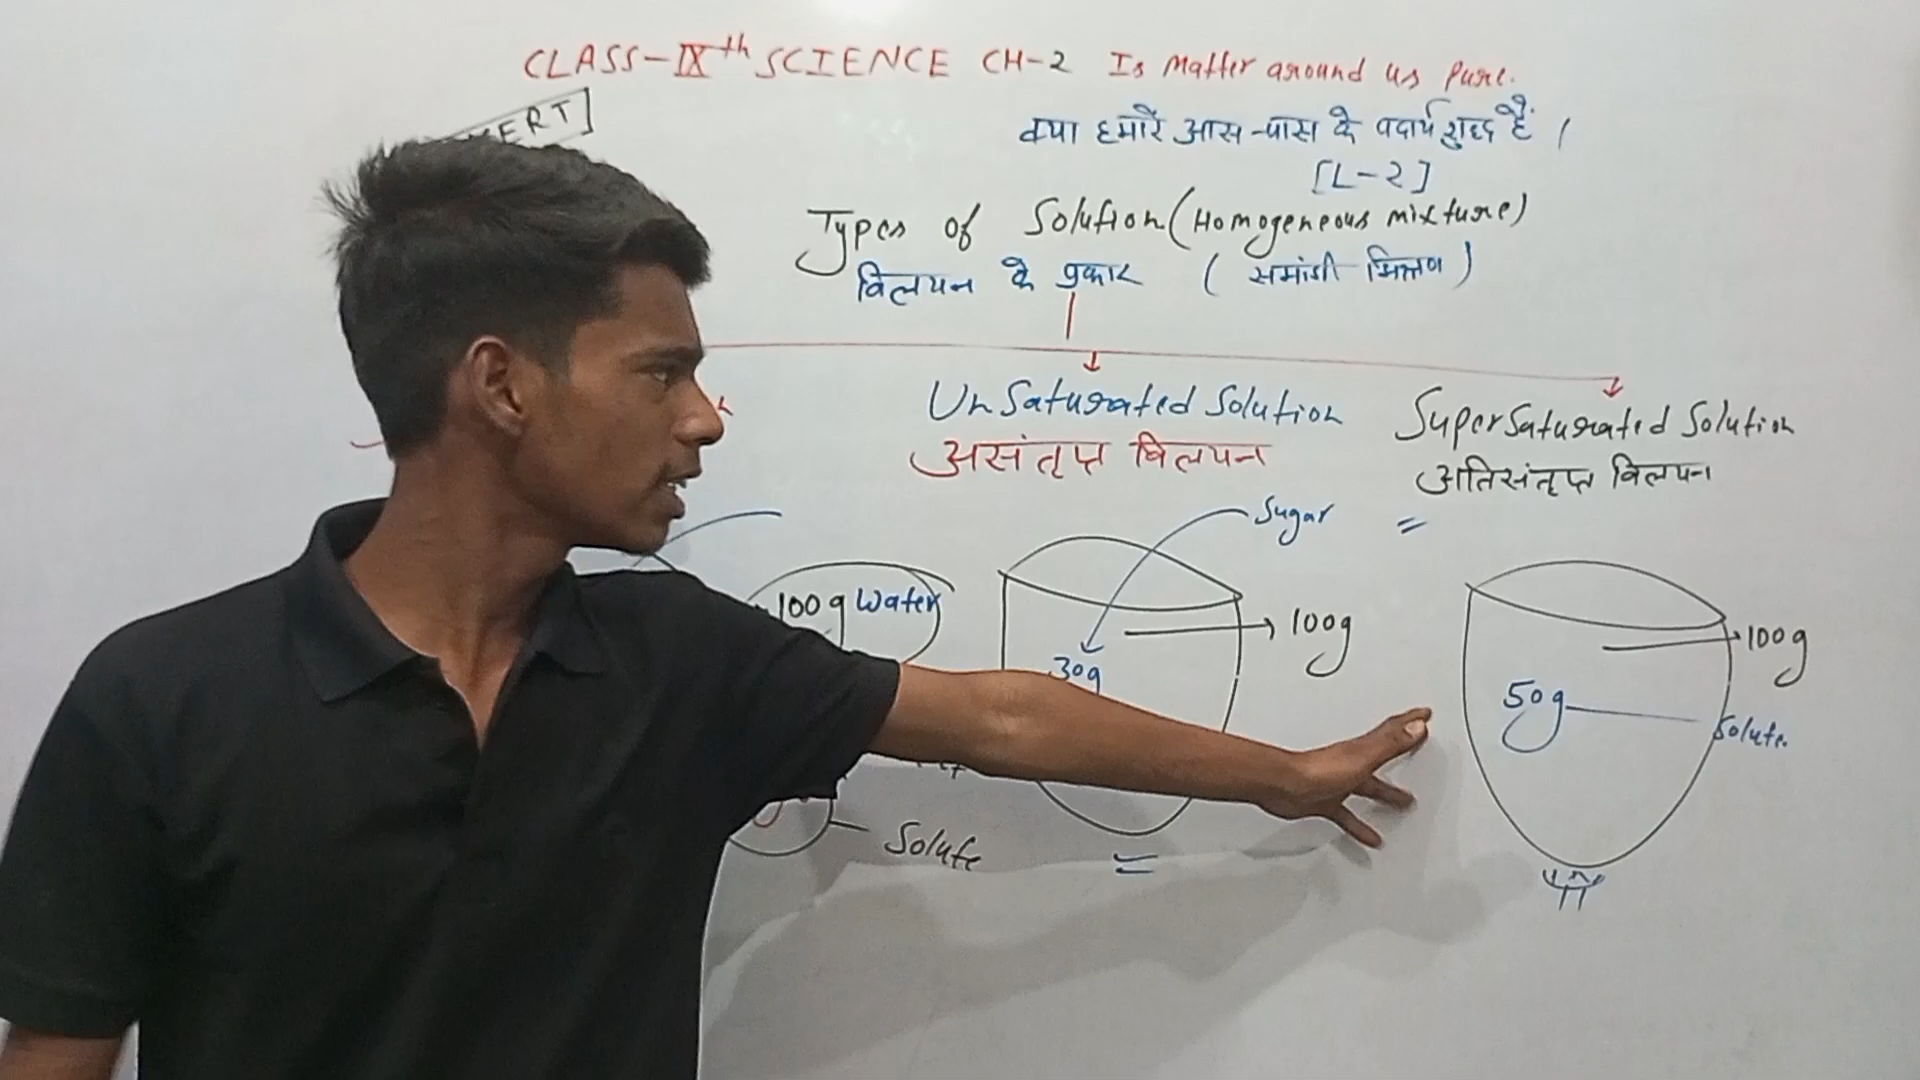 CLASS-IXth SCIENCE CH-2 Is Matter around us Pure.
क्या हमारे आस-पास के पदार्थ शुद्ध हैं ।
[L-2]
Types of Solution (Homogeneous mixture)
विलयन के प्रकार ( समांगी मिश्रण )
UnSaturated Solution
असंतृप्त विलयन
SuperSaturated Solution
अतिसंतृप्त विलयन
Sugar
100g Water
30g
100g
100g
50g
Solute.
Solute